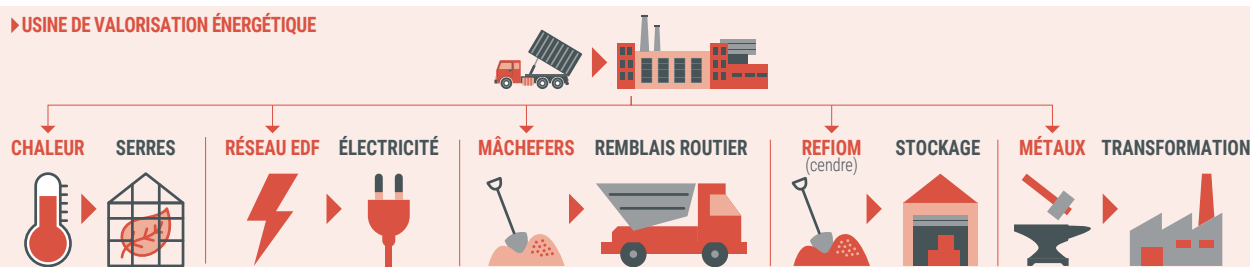 USINE DE VALORISATION ÉNERGÉTIQUE
CHALEUR
SERRES
RÉSEAU EDF
ÉLECTRICITÉ
MÂCHEFERS
REMBLAIS ROUTIER
REFIOM
(cendre)
STOCKAGE
MÉTAUX
TRANSFORMATION